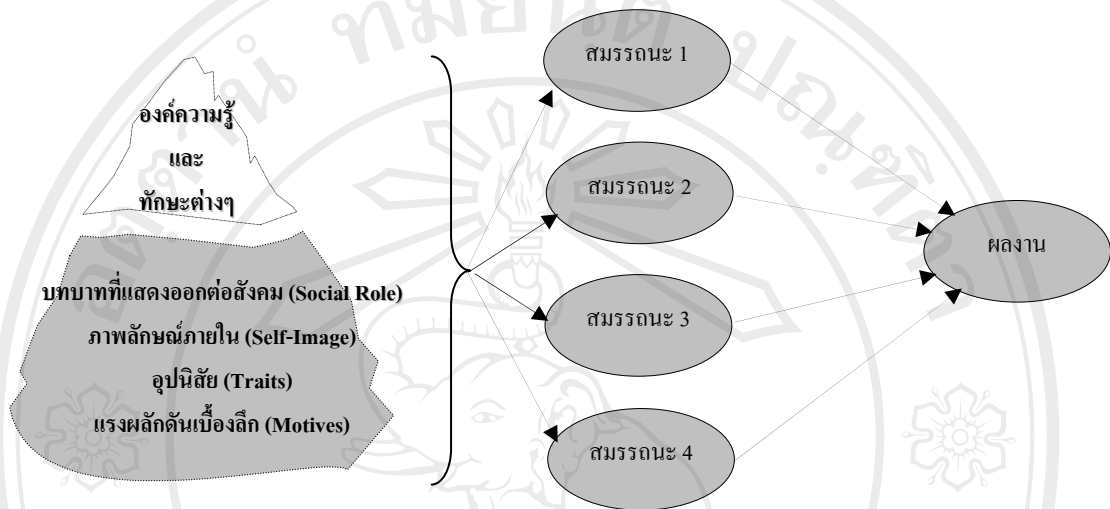 องค์ความรู้
และ
ทักษะต่างๆ
บทบาทที่แสดงออกต่อสังคม (Social Role)
ภาพลักษณ์ภายใน (Self-Image)
อุปนิสัย (Traits)
แรงผลักดันเบื้องลึก (Motives)
สมรรถนะ 1
สมรรถนะ 2
สมรรถนะ 3
สมรรถนะ 4
ผลงาน